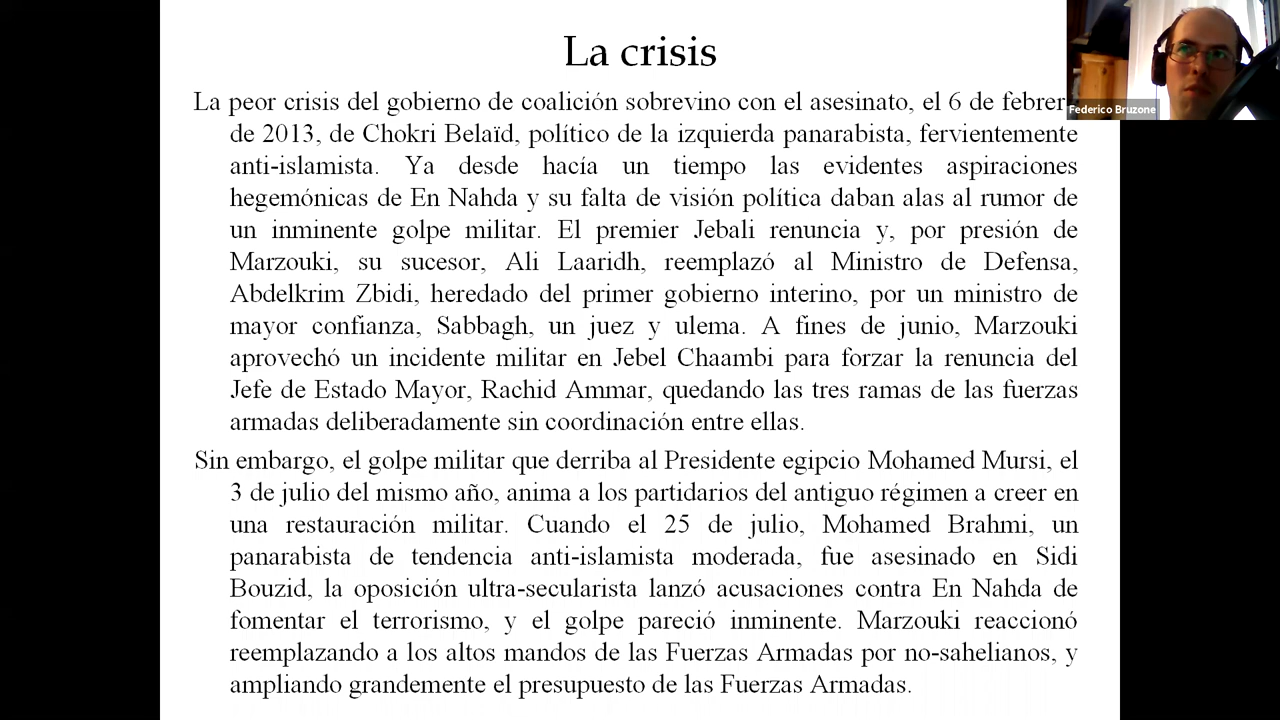 La crisis
La peor crisis del gobierno de coalición sobrevino con el asesinato, el 6 de febrer
de 2013, de Chokri Belaïd, político de la izquierda panarabista, fervientemente
anti-islamista. Ya desde hacía un tiempo las evidentes aspiraciones
hegemónicas de En Nahda y su falta de visión política daban alas al rumor de
un inminente golpe militar. El premier Jebali renuncia y, por presión de
Marzouki, su sucesor, Ali Laaridh, reemplazó al Ministro de Defensa,
Abdelkrim Zbidi, heredado del primer gobierno interino, por un ministro de
mayor confianza, Sabbagh, un juez y ulema. A fines de junio, Marzouki
aprovechó un incidente militar en Jebel Chaambi para forzar la renuncia del
Jefe de Estado Mayor, Rachid Ammar, quedando las tres ramas de las fuerzas
armadas deliberadamente sin coordinación entre ellas.
Sin embargo, el golpe militar que derriba al Presidente egipcio Mohamed Mursi, el
3 de julio del mismo año, anima a los partidarios del antiguo régimen a creer en
una restauración militar. Cuando el 25 de julio, Mohamed Brahmi, un
panarabista de tendencia anti-islamista moderada, fue asesinado en Sidi
Bouzid, la oposición ultra-secularista lanzó acusaciones contra En Nahda de
fomentar el terrorismo, y el golpe pareció inminente. Marzouki reaccionó
reemplazando a los altos mandos de las Fuerzas Armadas por no-sahelianos, y
ampliando grandemente el presupuesto de las Fuerzas Armadas.
Federico Bruzone